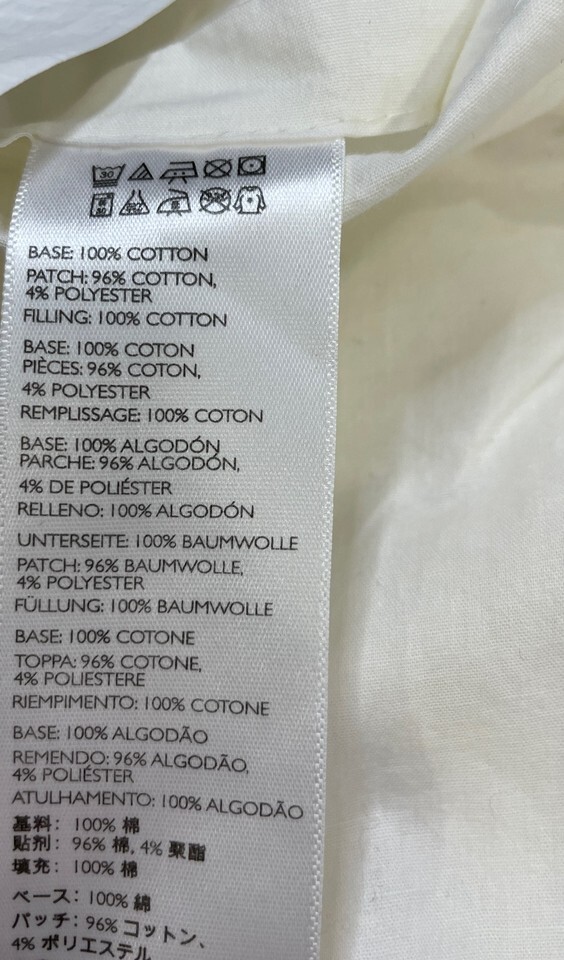 30
BASE: 100% COTTON
PATCH: 96% COTTON,
4% POLYESTER
FILLING: 100% COTTON
BASE: 100% COTON
PIÈCES: 96% COTON,
4% POLYESTER
REMPLISSAGE: 100% COTON
BASE: 100% ALGODÓN
PARCHE: 96% ALGODÓN,
4% DE POLIÉSTER
RELLENO: 100% ALGODÓN
UNTERSEITE: 100% BAUMWOLLE
PATCH: 96% BAUMWOLLE,
4% POLYESTER
FÜLLUNG: 100% BAUMWOLLE
BASE: 100% COTONE
TOPPA: 96% COTONE,
4% POLIESTERE
RIEMPIMENTO: 100% COTONE
BASE: 100% ALGODÃO
REMENDO: 96% ALGODÃO,
4% POLIÉSTER
ATULHAMENTO: 100% ALGODÃO
基料: 100% 棉
贴剂: 96% 棉, 4% 聚酯
填充: 100% 棉
ベース: 100% 綿
パッチ: 96% コットン、
4% ポリエステル